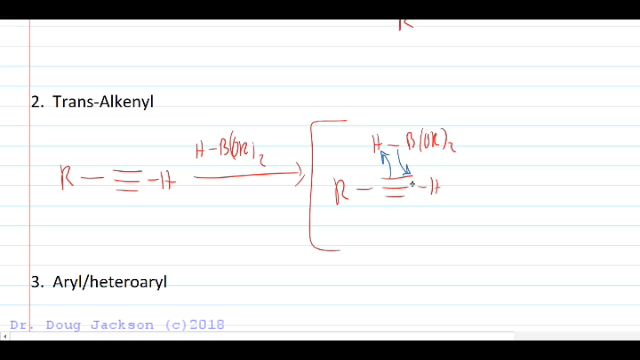 R
2. Trans-Alkenyl
H-B(OR)2
R-≡-H
H-B(OR)2
R-≡-H
3. Aryl/heteroaryl
Dr. Doug Jackson (c)2018